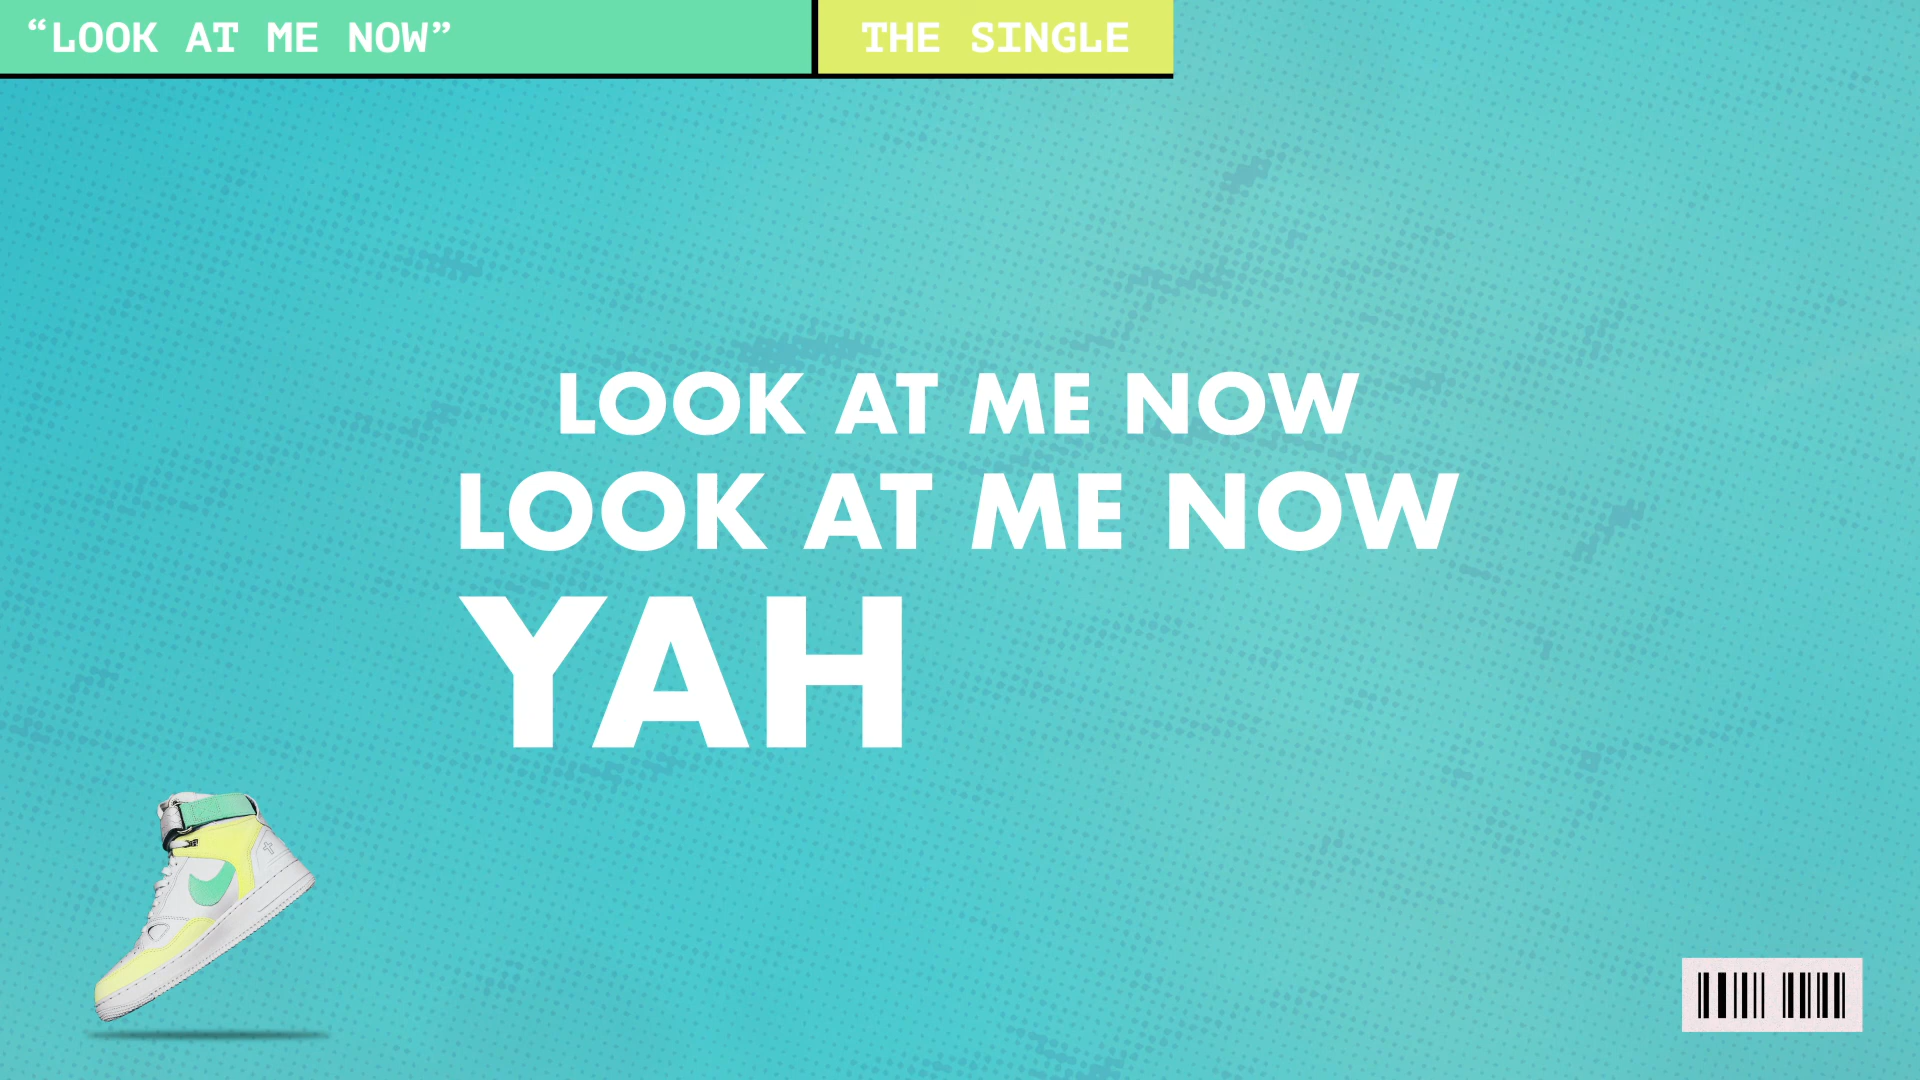 “LOOK AT ME NOW”
THE SINGLE
LOOK AT ME NOW
LOOK AT ME NOW
YAH